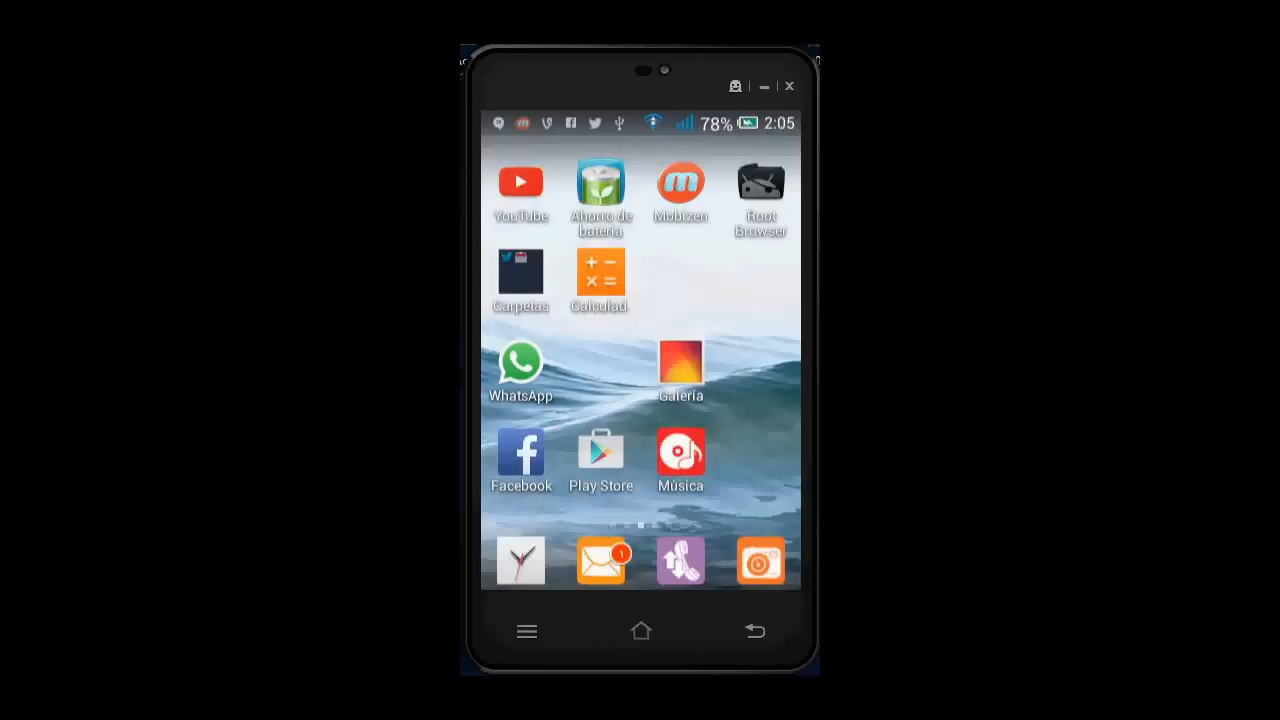 78% 2:05
YouTube
Ahorro de
batería
Mobizen
Root
Browser
Carpetas
Calculad
WhatsApp
Galería
Facebook
Play Store
Música
1